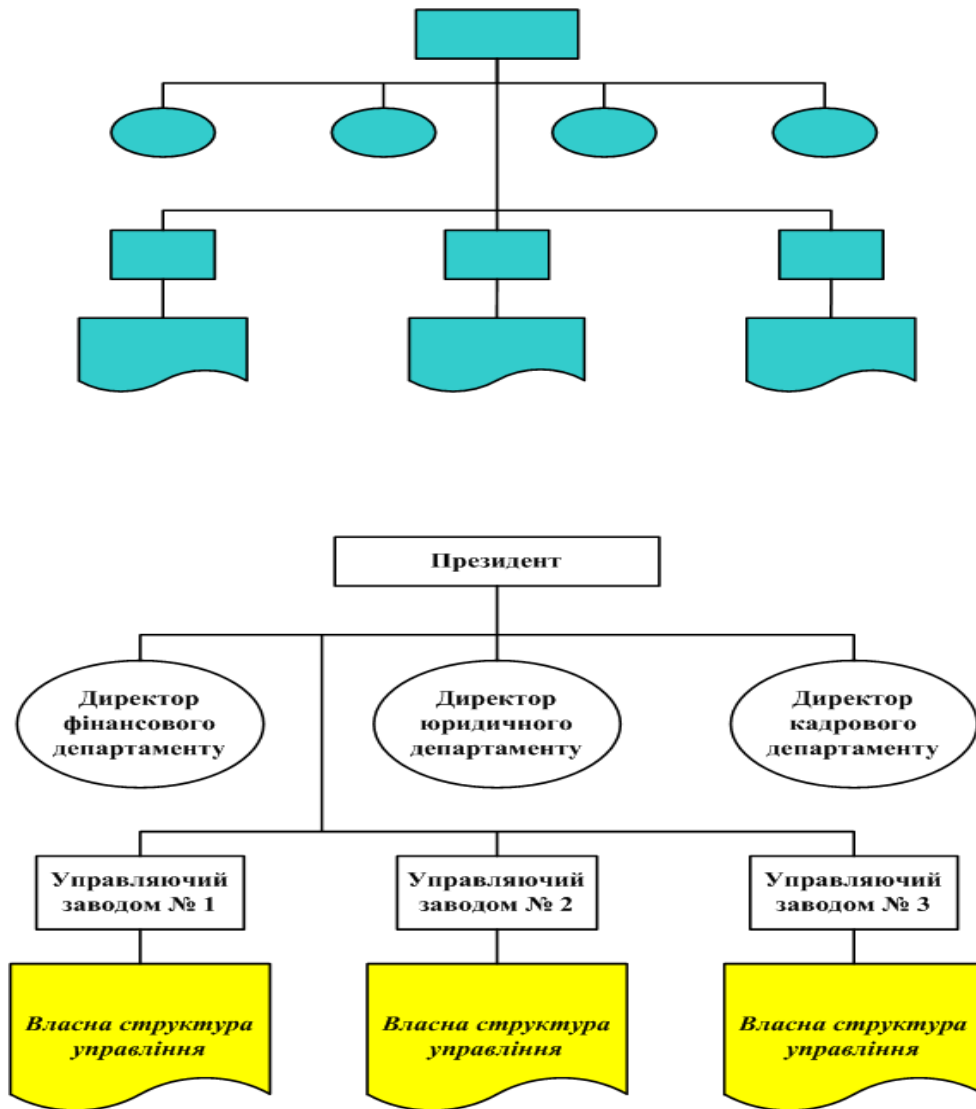 Президент
Директор
фінансового
департаменту
Директор
юридичного
департаменту
Директор
кадрового
департаменту
Управляючий
заводом № 1
Управляючий
заводом № 2
Управляючий
заводом № 3
Власна структура
управління
Власна структура
управління
Власна структура
управління